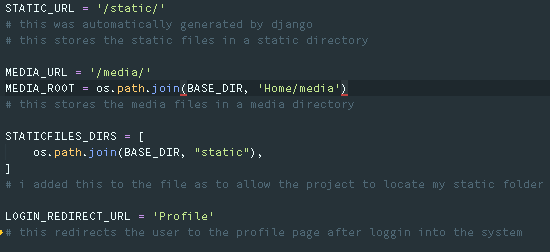 STATIC_URL = '/static/'
# this was automatically generated by django
# this stores the static files in a static directory
MEDIA_URL = '/media/'
MEDIA_ROOT = os.path.join(BASE_DIR, 'Home/media')
# this stores the media files in a media directory
STATICFILES_DIRS = [
    os.path.join(BASE_DIR, "static"),
]
# i added this to the file as to allow the project to locate my static folder
LOGIN_REDIRECT_URL = 'Profile'
# this redirects the user to the profile page after loggin into the system